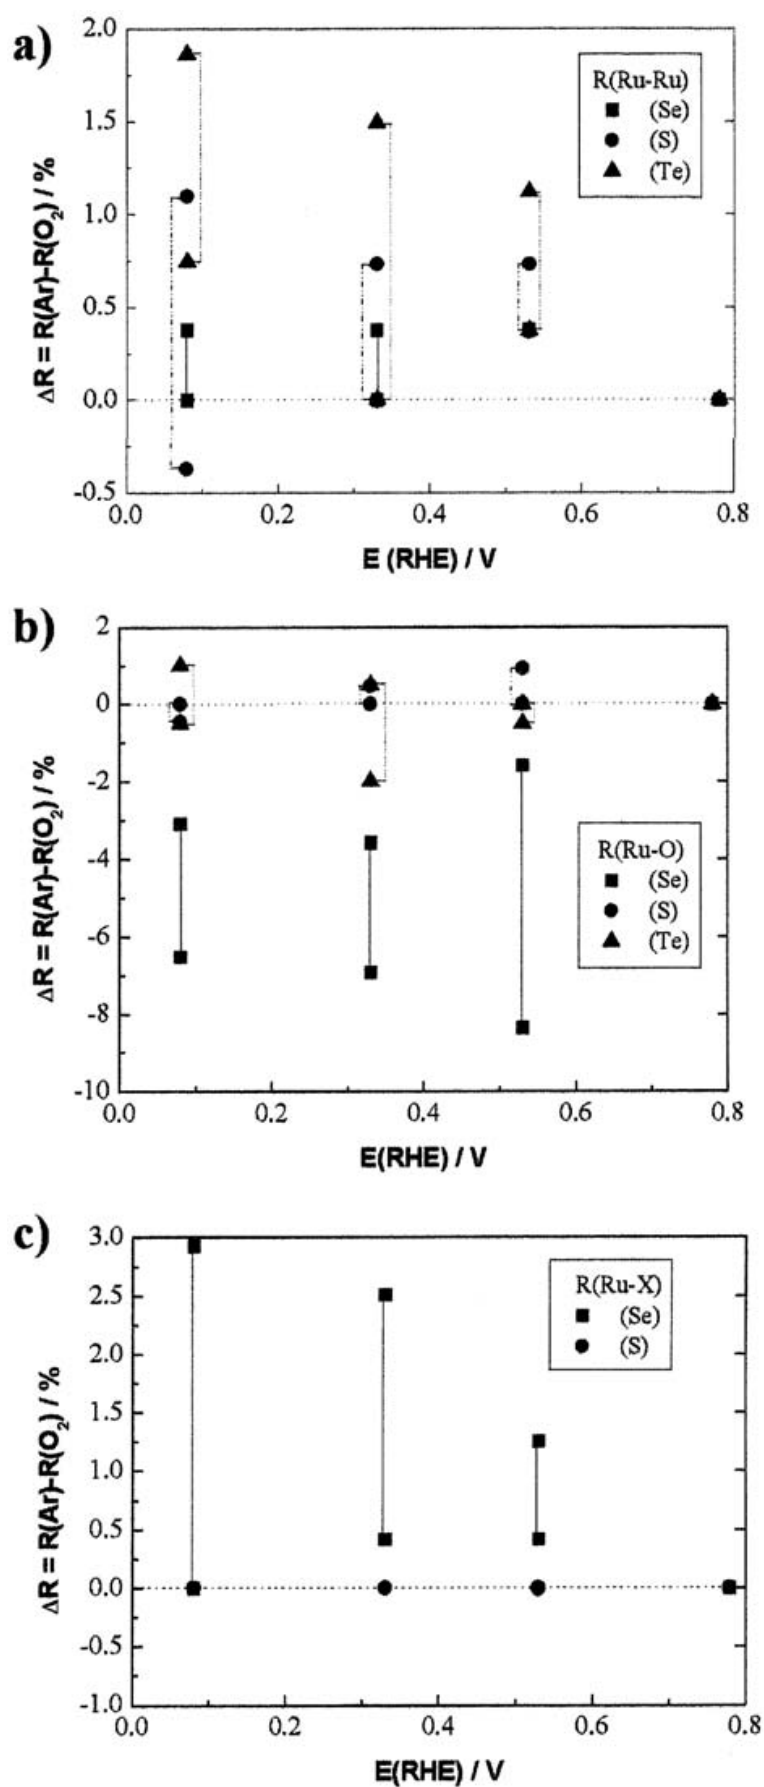 a)
2.0
1.5
1.0
0.5
0.0
-0.5
ΔR = R(Ar)-R(O₂) / %
R(Ru-Ru)
(Se)
(S)
(Te)
0.0 0.2 0.4 0.6 0.8
E (RHE) / V
b)
2
0
-2
-4
-6
-8
-10
ΔR = R(Ar)-R(O₂) / %
R(Ru-O)
(Se)
(S)
(Te)
0.0 0.2 0.4 0.6 0.8
E(RHE) / V
c)
3.0
2.5
2.0
1.5
1.0
0.5
0.0
-0.5
-1.0
ΔR = R(Ar)-R(O₂) / %
R(Ru-X)
(Se)
(S)
0.0 0.2 0.4 0.6 0.8
E(RHE) / V